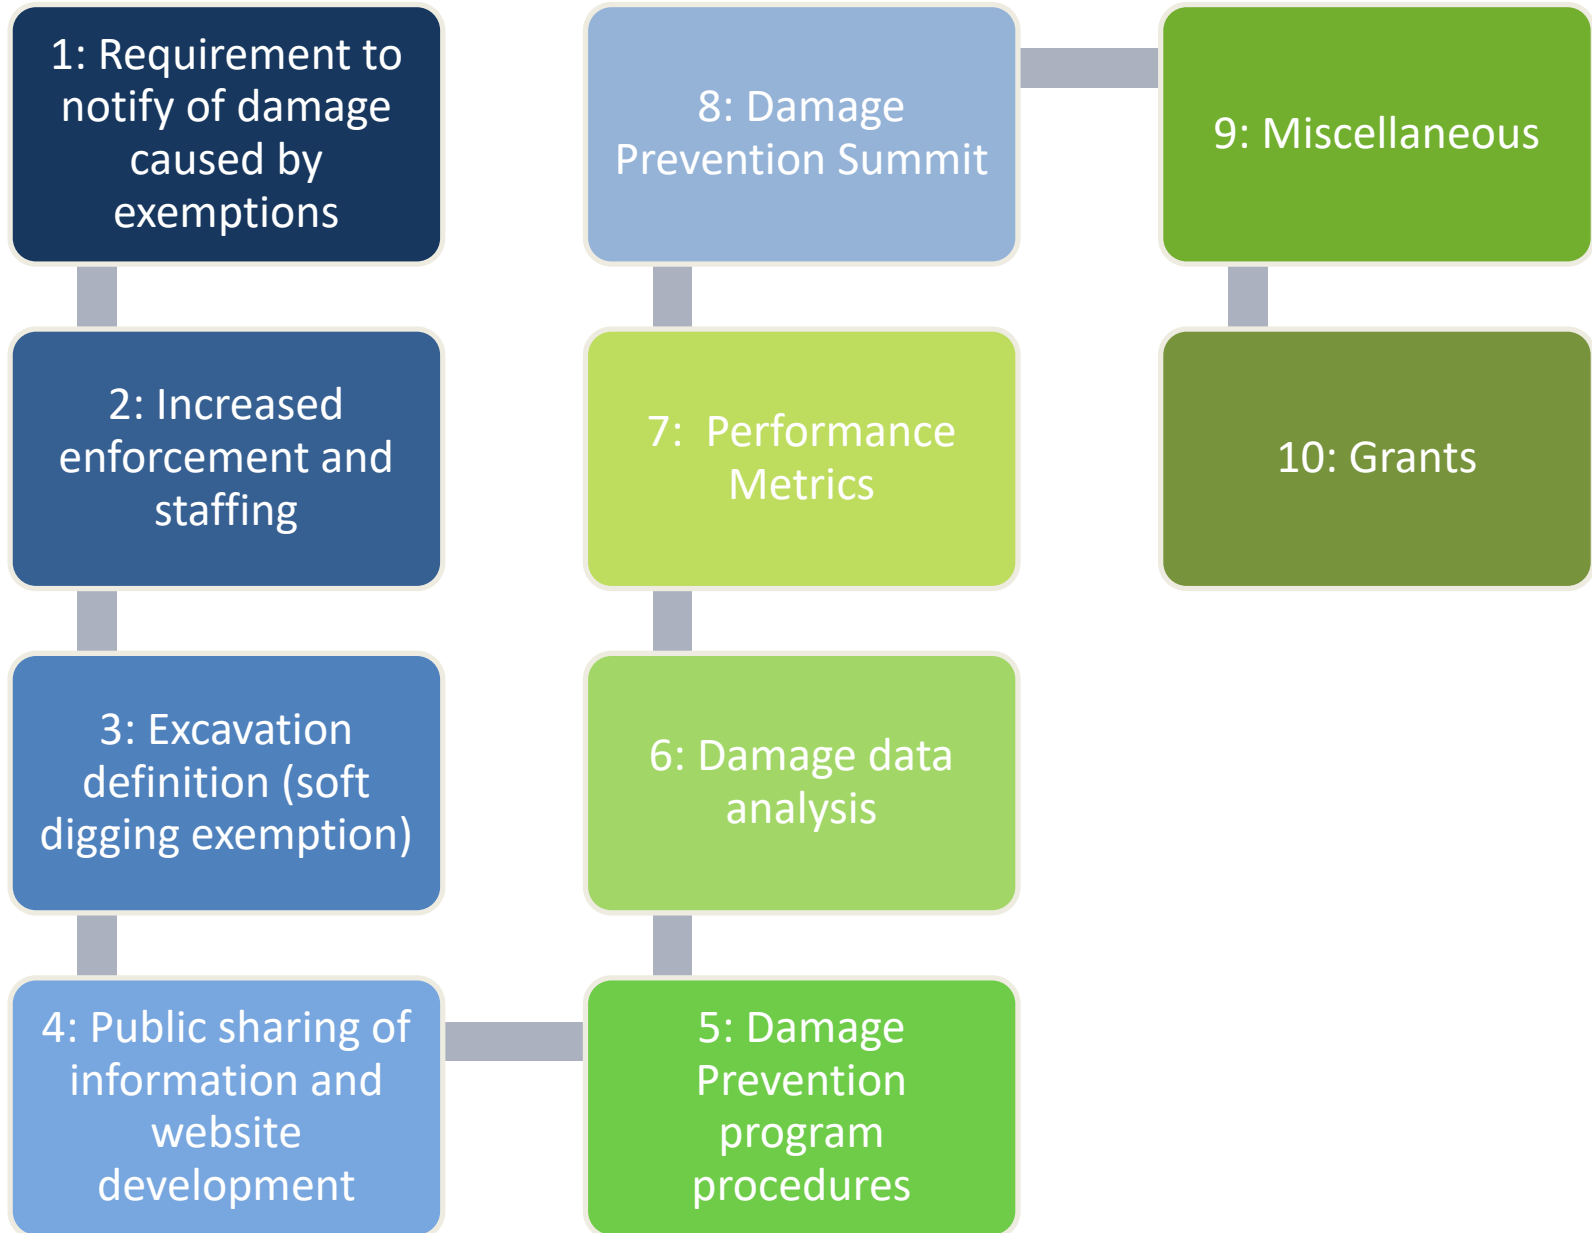 1: Requirement to
notify of damage
caused by
exemptions
2: Increased
enforcement and
staffing
3: Excavation
definition (soft
digging exemption)
4: Public sharing of
information and
website
development
5: Damage
Prevention
program
procedures
6: Damage data
analysis
7:  Performance
Metrics
8: Damage
Prevention Summit
9: Miscellaneous
10: Grants